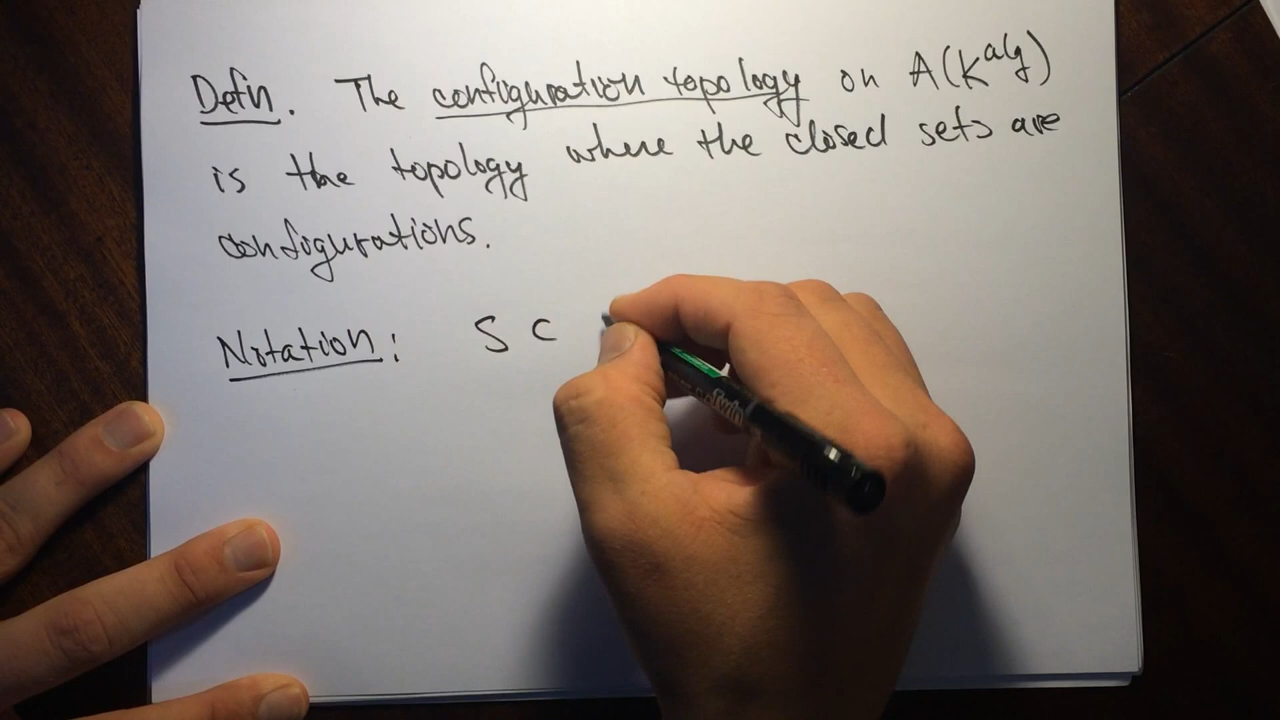 Defn. The configuration topology on A(K^alg)
is the topology where the closed sets are
configurations.
Notation: S ⊂